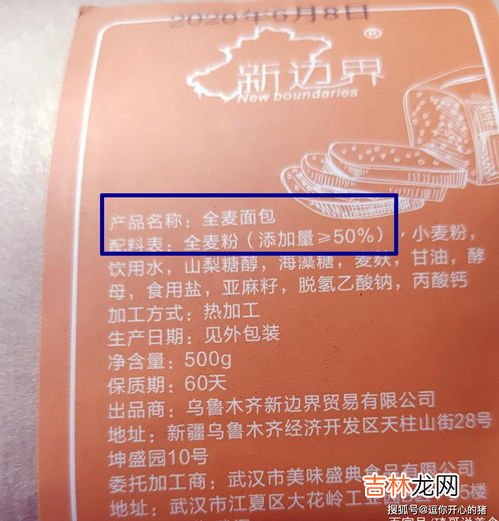 2020年6月8日
新边界®
New boundaries
产品名称：全麦面包
配料表：全麦粉（添加量≥50%），小麦粉，
饮用水，山梨糖醇，海藻糖，麦麸，甘油，酵
母，食用盐，亚麻籽，脱氢乙酸钠，丙酸钙
加工方式：热加工
生产日期：见外包装
净含量：500g
保质期：60天
出品商：乌鲁木齐新边界贸易有限公司
地址：新疆乌鲁木齐经济开发区天柱山街28号
坤盛园10号
委托加工商：武汉市美味盛典食品有限公司
地址：武汉市江夏区大花岭工业
5楼
吉林龙网
搜狐号@逗你开心的猪